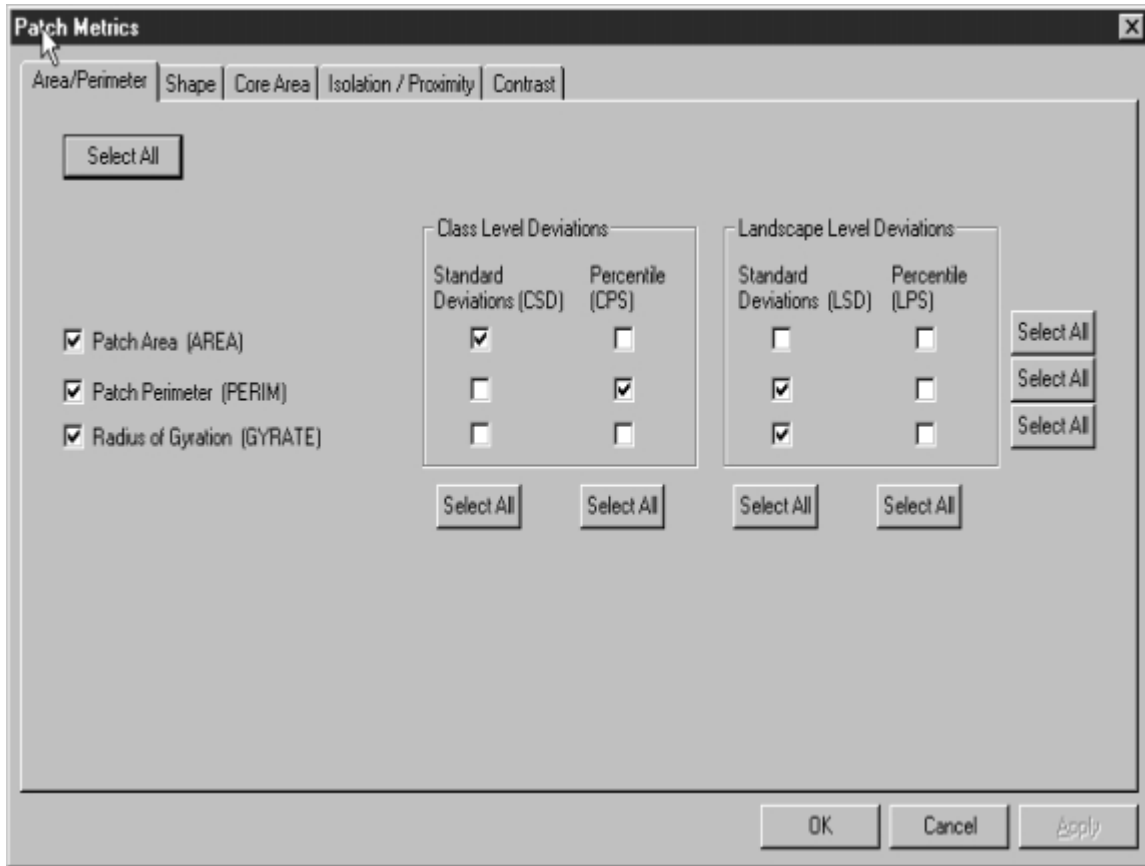 Patch Metrics
Area/Perimeter Shape Core Area Isolation / Proximity Contrast
Select All
Class Level Deviations Landscape Level Deviations
Standard Percentile Standard Percentile
Deviations (CSD) (CPS) Deviations (LSD) (LPS)
Patch Area (AREA) Select All
Patch Perimeter (PERIM) Select All
Radius of Gyration (GYRATE) Select All
Select All Select All Select All Select All
OK Cancel Apply